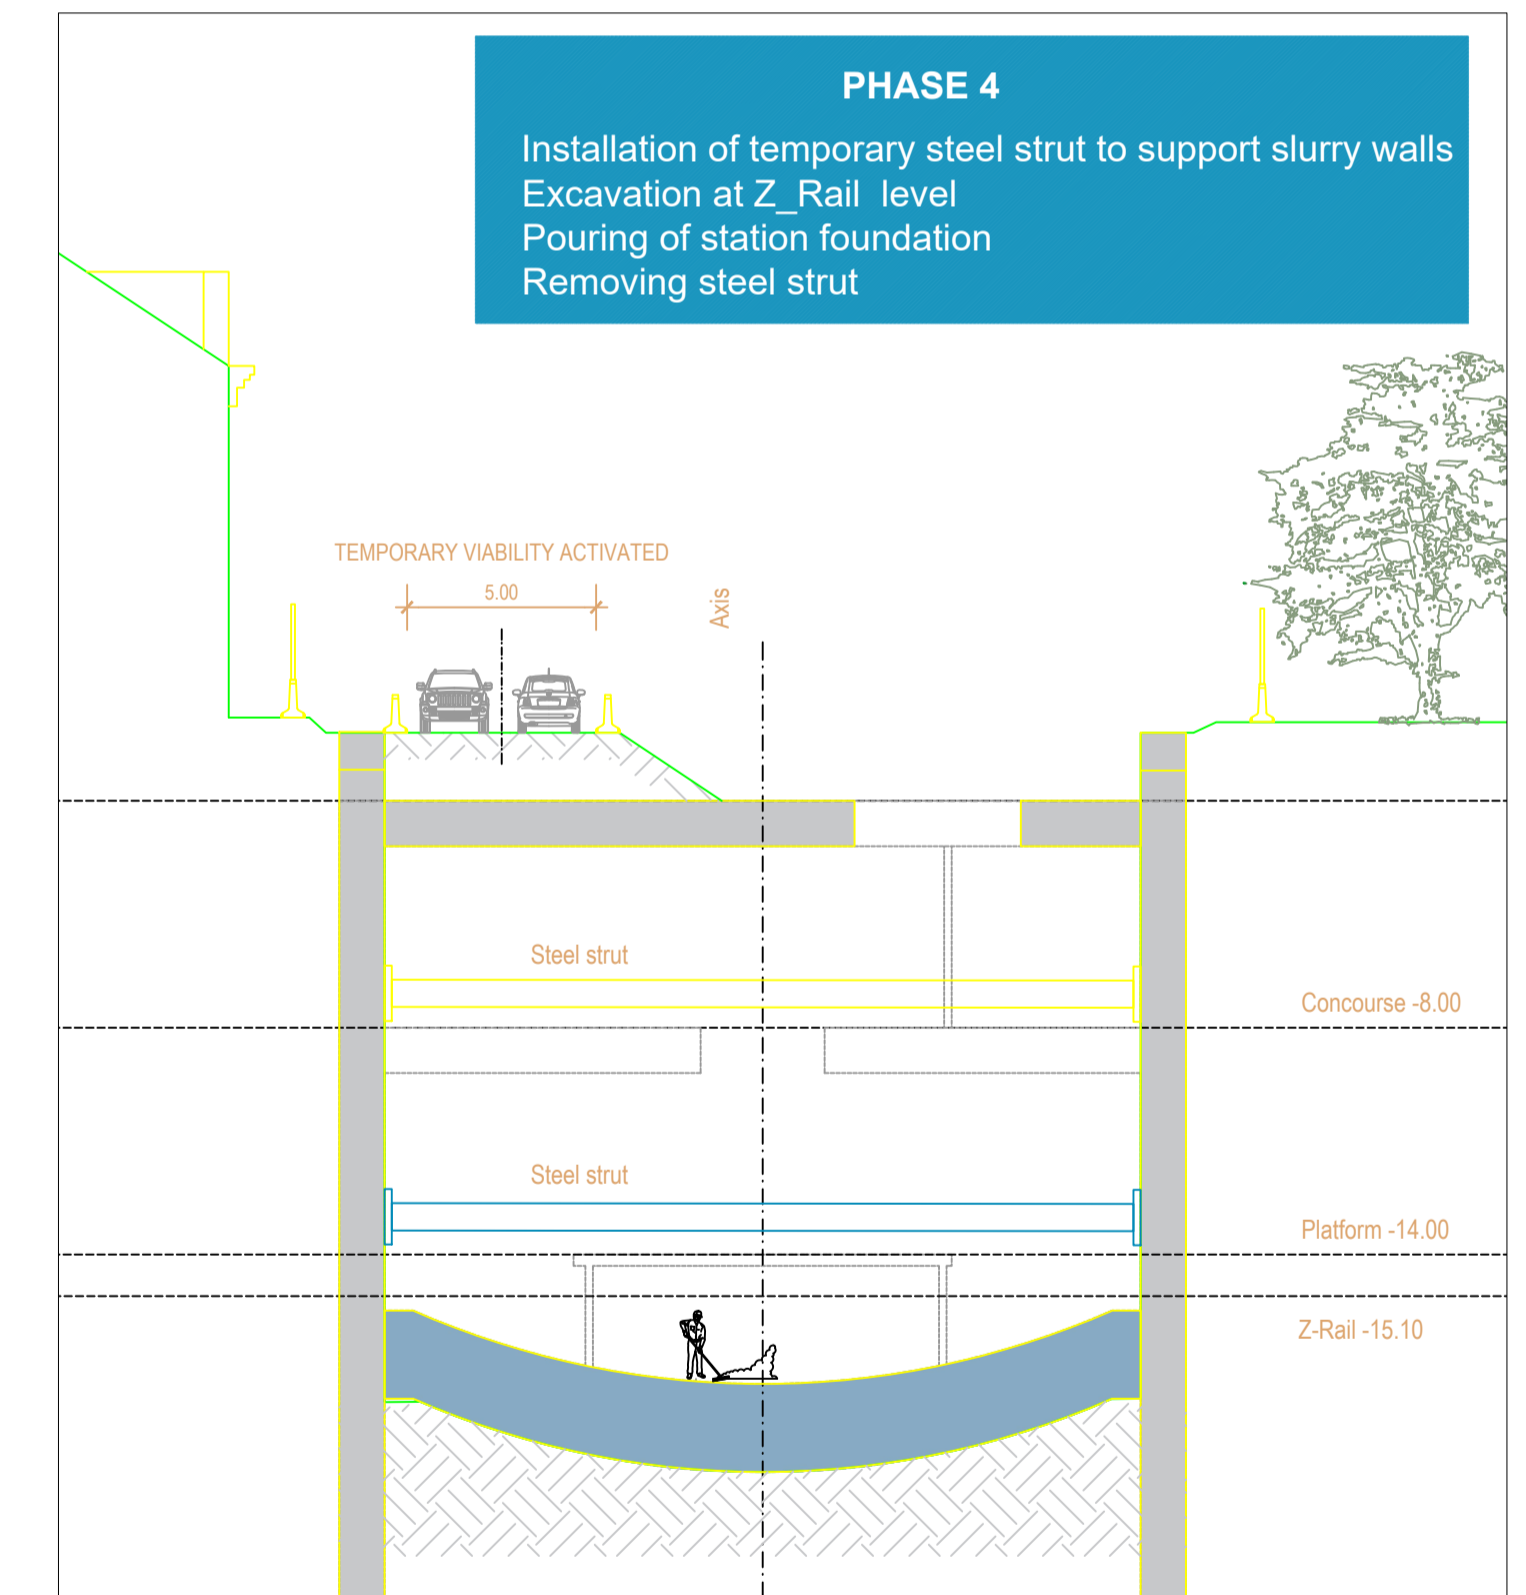 PHASE 4
Installation of temporary steel strut to support slurry walls
Excavation at Z_Rail level
Pouring of station foundation
Removing steel strut
TEMPORARY VIABILITY ACTIVATED
5.00
Axis
Steel strut
Concourse -8.00
Steel strut
Platform -14.00
Z-Rail -15.10